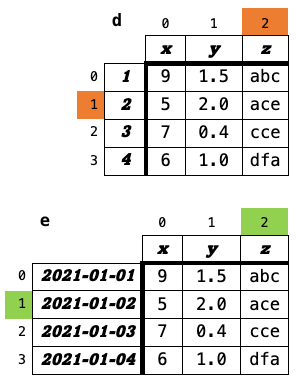 d 0 1 2
x y z
0 1 9 1.5 abc
1 2 5 2.0 ace
2 3 7 0.4 cce
3 4 6 1.0 dfa
e 0 1 2
x y z
0 2021-01-01 9 1.5 abc
1 2021-01-02 5 2.0 ace
2 2021-01-03 7 0.4 cce
3 2021-01-04 6 1.0 dfa